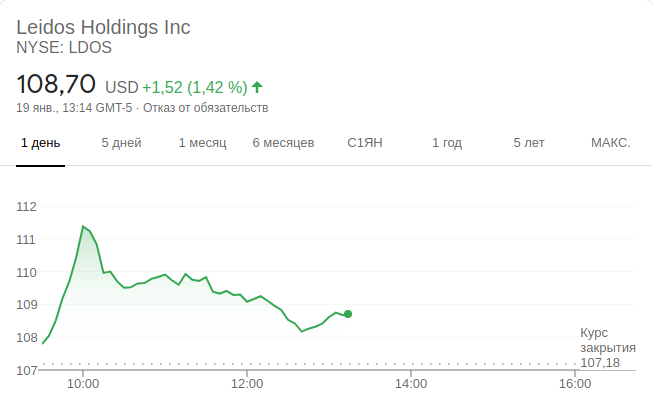 Leidos Holdings Inc
NYSE: LDOS
108,70 USD +1,52 (1,42 %)
19 янв., 13:14 GMT-5 · Отказ от обязательств
1 день 5 дней 1 месяц 6 месяцев С1ЯН 1 год 5 лет МАКС.
112
111
110
109
108
107
Курс
закрытия
107,18
10:00 12:00 14:00 16:00